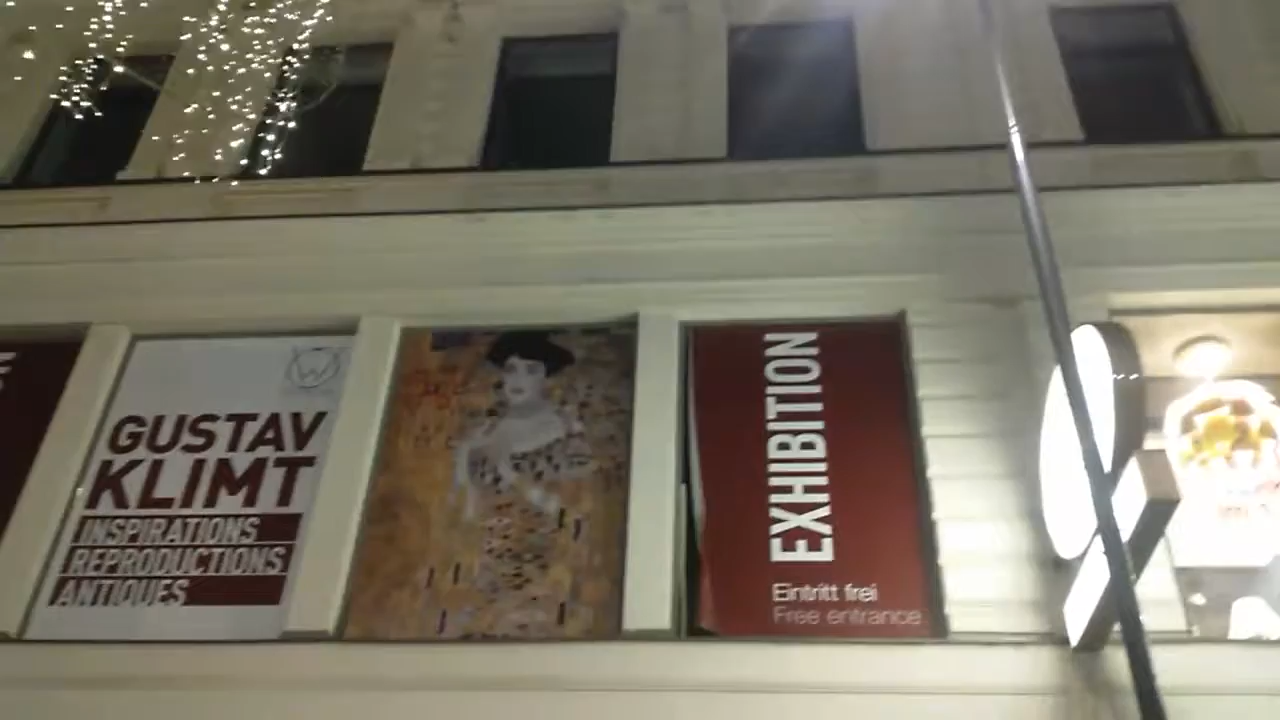 GUSTAV
KLIMT
INSPIRATIONS
REPRODUCTIONS
ANTIQUES
EXHIBITION
Eintritt frei
Free entrance